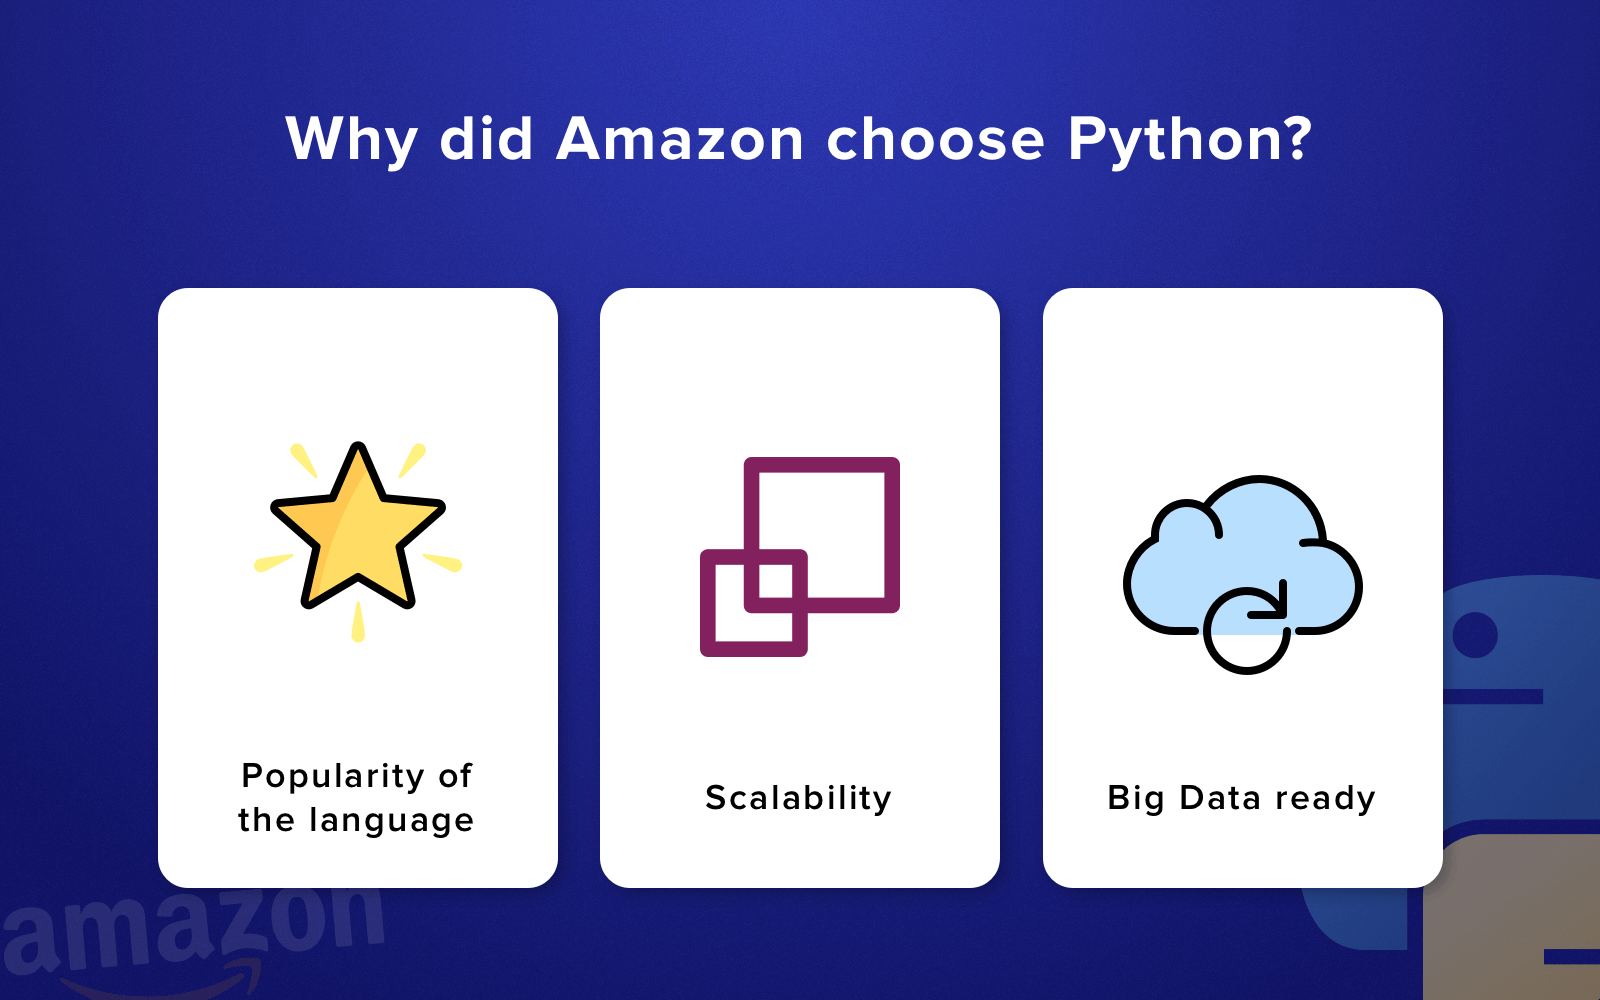 Why did Amazon choose Python?
Popularity of
the language
Scalability
Big Data ready
amazon